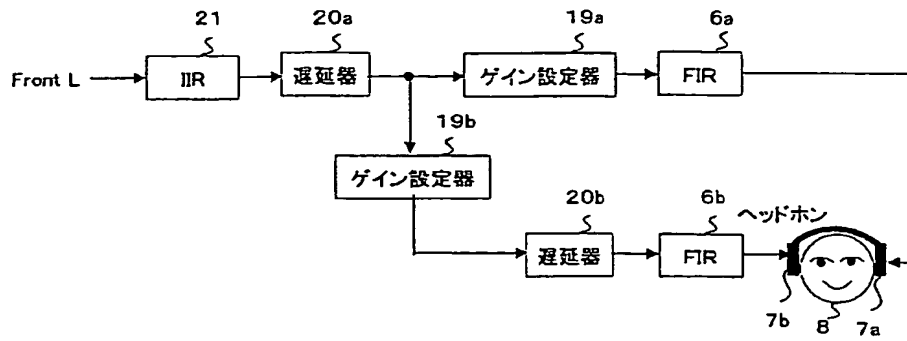 21
20a
19a
6a
Front L
IIR
遅延器
ゲイン設定器
FIR
19b
ゲイン設定器
20b
6b
ヘッドホン
遅延器
FIR
7b
8
7a